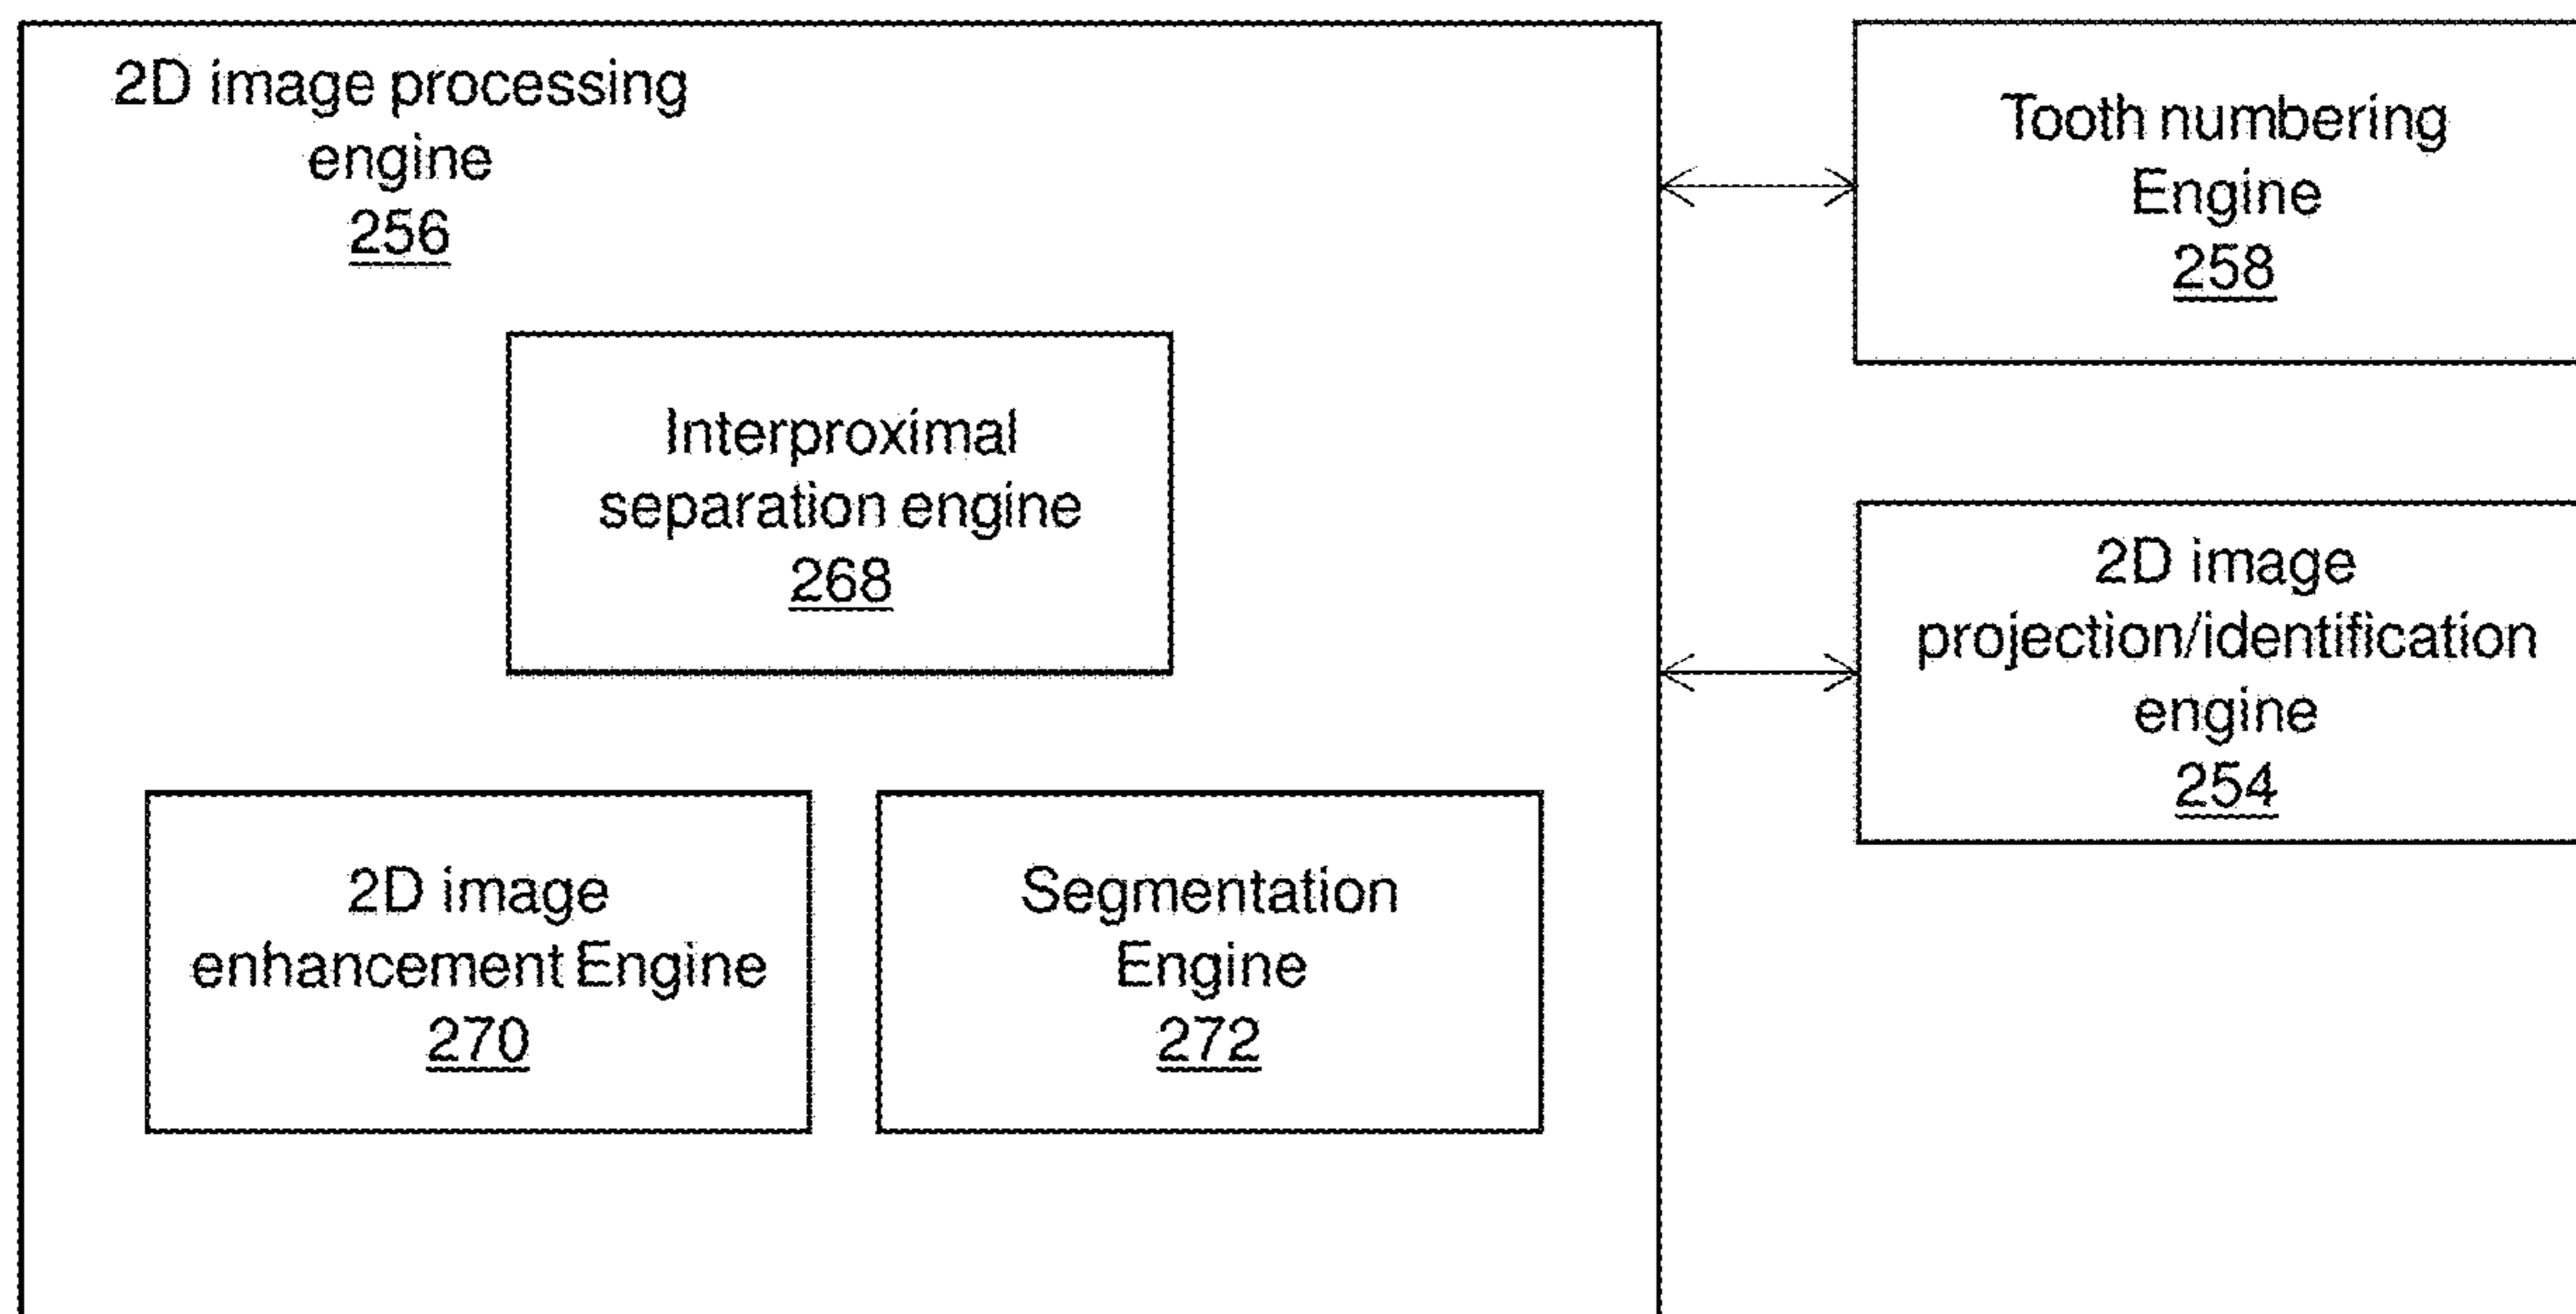 2D image processing
engine
256
Interproximal
separation engine
268
2D image
enhancement Engine
270
Segmentation
Engine
272
Tooth numbering
Engine
258
2D image
projection/identification
engine
254